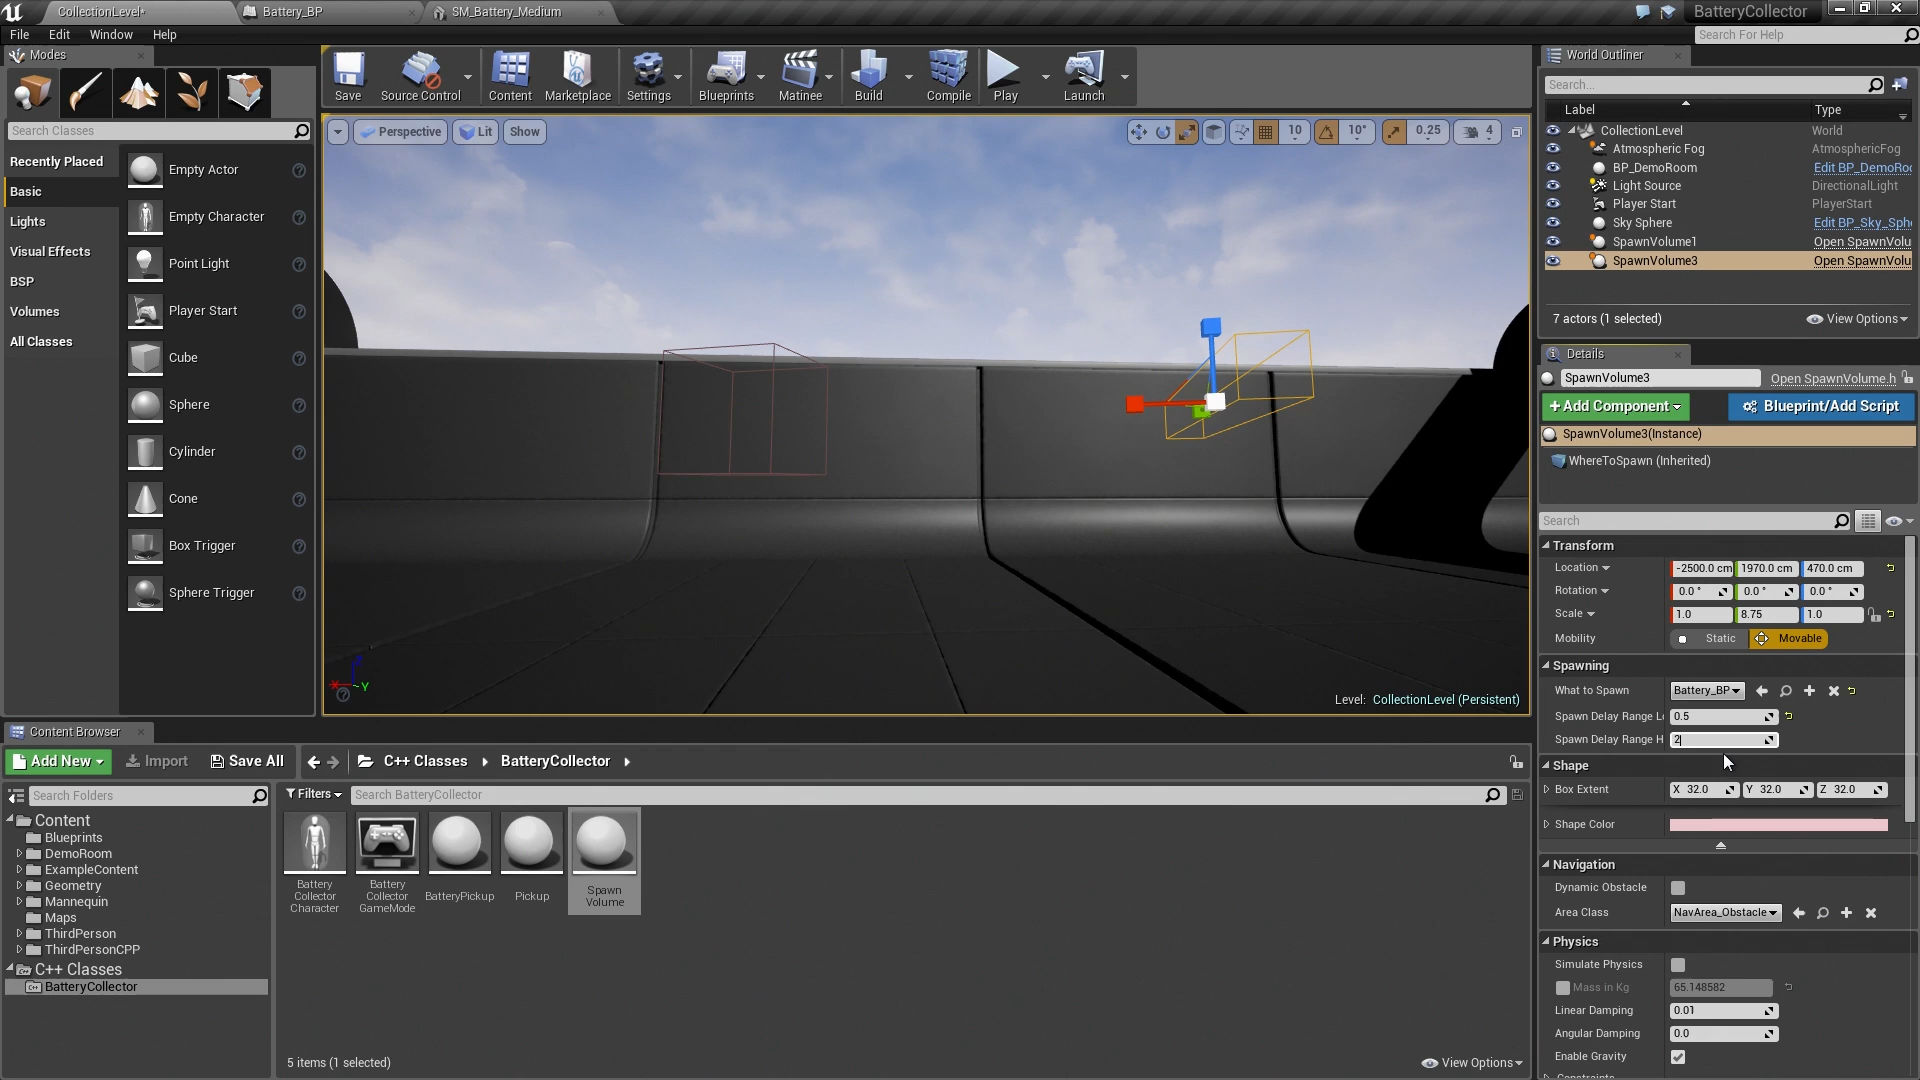 CollectionLevel*
Battery_BP
SM_Battery_Medium
BatteryCollector
File Edit Window Help
Search For Help
Modes
Search Classes
Recently Placed
Basic
Lights
Visual Effects
BSP
Volumes
All Classes
Empty Actor
Empty Character
Point Light
Player Start
Cube
Sphere
Cylinder
Cone
Box Trigger
Sphere Trigger
Save
Source Control
Content
Marketplace
Settings
Blueprints
Matinee
Build
Compile
Play
Launch
Perspective
Lit
Show
10
10°
0.25
4
Y
Level: CollectionLevel (Persistent)
World Outliner
Search...
Label Type
CollectionLevel World
Atmospheric Fog AtmosphericFog
BP_DemoRoom Edit BP_DemoRoo
Light Source DirectionalLight
Player Start PlayerStart
Sky Sphere Edit BP_Sky_Sph
SpawnVolume1 Open SpawnVolu
SpawnVolume3 Open SpawnVolu
7 actors (1 selected)
View Options
Details
SpawnVolume3
Open SpawnVolume.h
+Add Component
Blueprint/Add Script
SpawnVolume3(Instance)
WhereToSpawn (Inherited)
Search
Transform
Location -2500.0 cm 1970.0 cm 470.0 cm
Rotation 0.0 ° 0.0 ° 0.0 °
Scale 1.0 8.75 1.0
Mobility Static Movable
Spawning
What to Spawn Battery_BP
Spawn Delay Range L 0.5
Spawn Delay Range H 2
Shape
Box Extent X 32.0 Y 32.0 Z 32.0
Shape Color
Navigation
Dynamic Obstacle
Area Class NavArea_Obstacle
Physics
Simulate Physics
Mass in Kg 65.148582
Linear Damping 0.01
Angular Damping 0.0
Enable Gravity
Content Browser
Add New
Import
Save All
C++ Classes
BatteryCollector
Search Folders
Content
Blueprints
DemoRoom
ExampleContent
Geometry
Mannequin
Maps
ThirdPerson
ThirdPersonCPP
C++ Classes
BatteryCollector
Filters
Search BatteryCollector
Battery
Collector
Character
Battery
Collector
GameMode
BatteryPickup
Pickup
Spawn
Volume
5 items (1 selected)
View Options